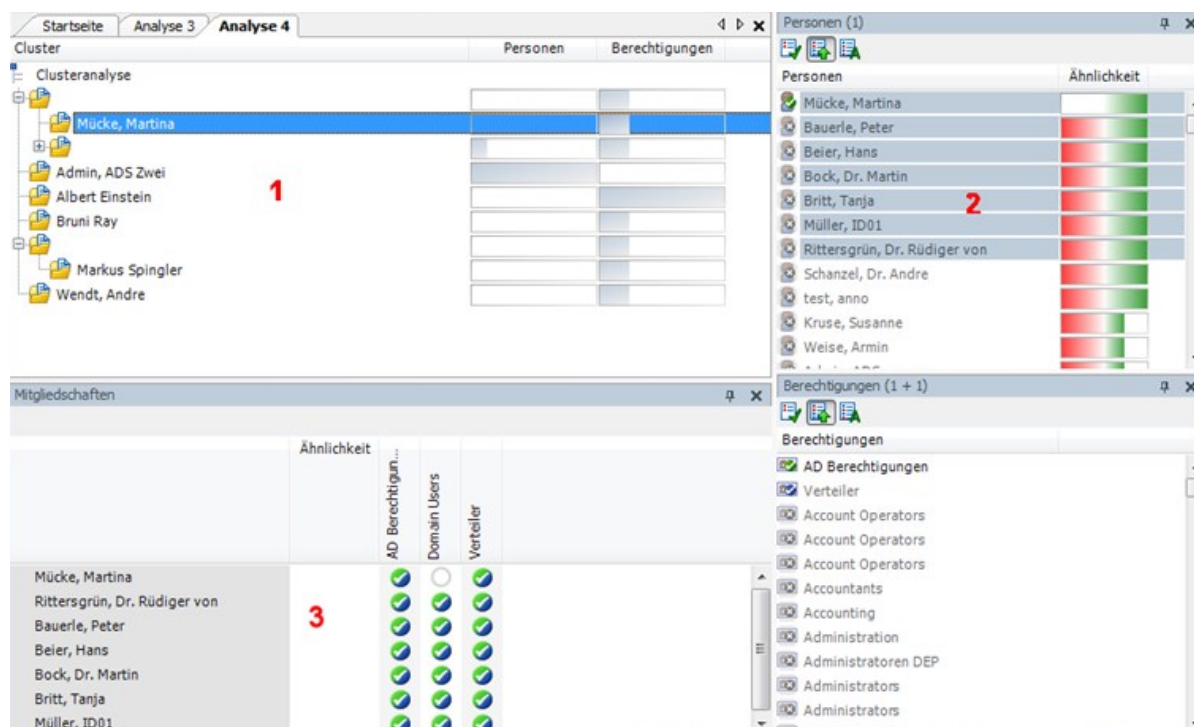 Startseite Analyse 3 Analyse 4
Cluster Personen Berechtigungen
Clusteranalyse
Mücke, Martina
Admin, ADS Zwei
Albert Einstein
Bruni Ray
Markus Spingler
Wendt, Andre
1
Personen (1)
Personen Ähnlichkeit
Mücke, Martina
Bauerle, Peter
Beier, Hans
Bock, Dr. Martin
Britt, Tanja
Müller, ID01
Rittersgrün, Dr. Rüdiger von
Schanzel, Dr. Andre
test, anno
Kruse, Susanne
Weise, Armin
2
Mitgliedschaften
Ähnlichkeit
AD Berechtigun...
Domain Users
Verteiler
Mücke, Martina
Rittersgrün, Dr. Rüdiger von
Bauerle, Peter
Beier, Hans
Bock, Dr. Martin
Britt, Tanja
Müller, ID01
3
Berechtigungen (1 + 1)
Berechtigungen
AD Berechtigungen
Verteiler
Account Operators
Account Operators
Account Operators
Accountants
Accounting
Administration
Administratoren DEP
Administrators
Administrators